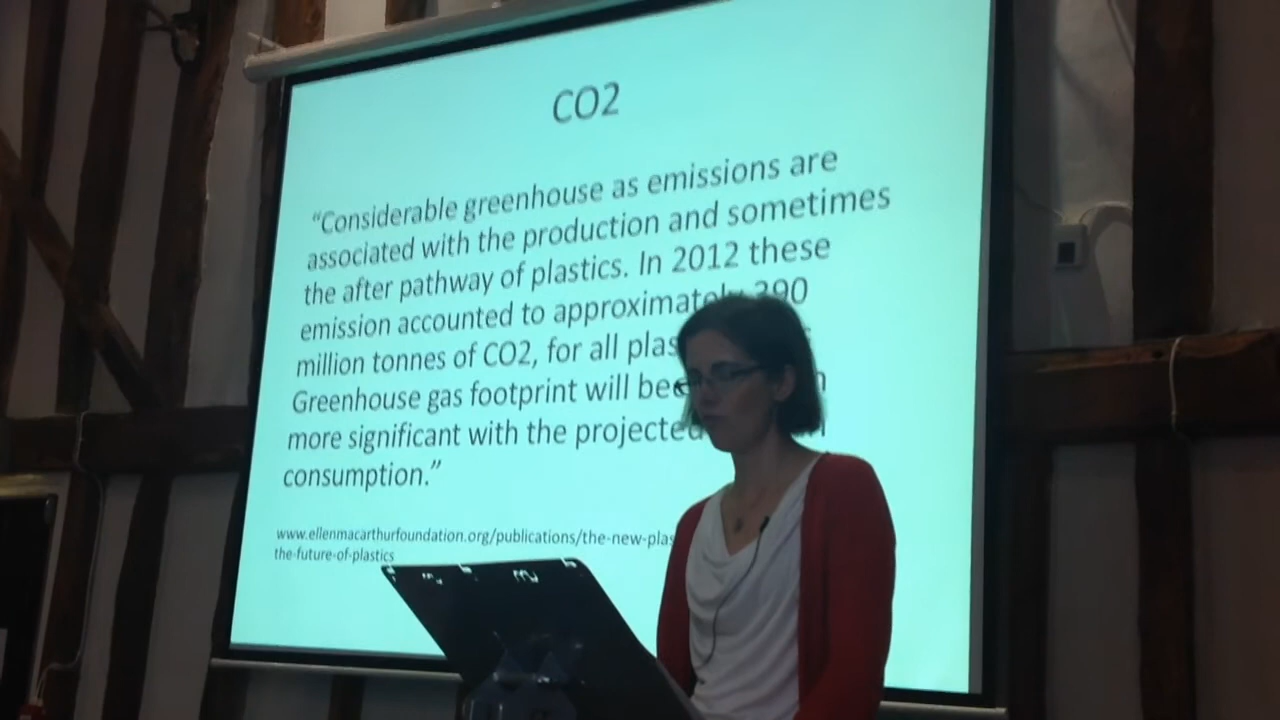 CO2
“Considerable greenhouse as emissions are
associated with the production and sometimes
the after pathway of plastics. In 2012 these
emission accounted to approximately 390
million tonnes of CO2, for all
Greenhouse gas footprint will
more significant with the projected
consumption.”
www.ellenmacarthurfoundation.org/publications/the-new-
the-future-of-plastics